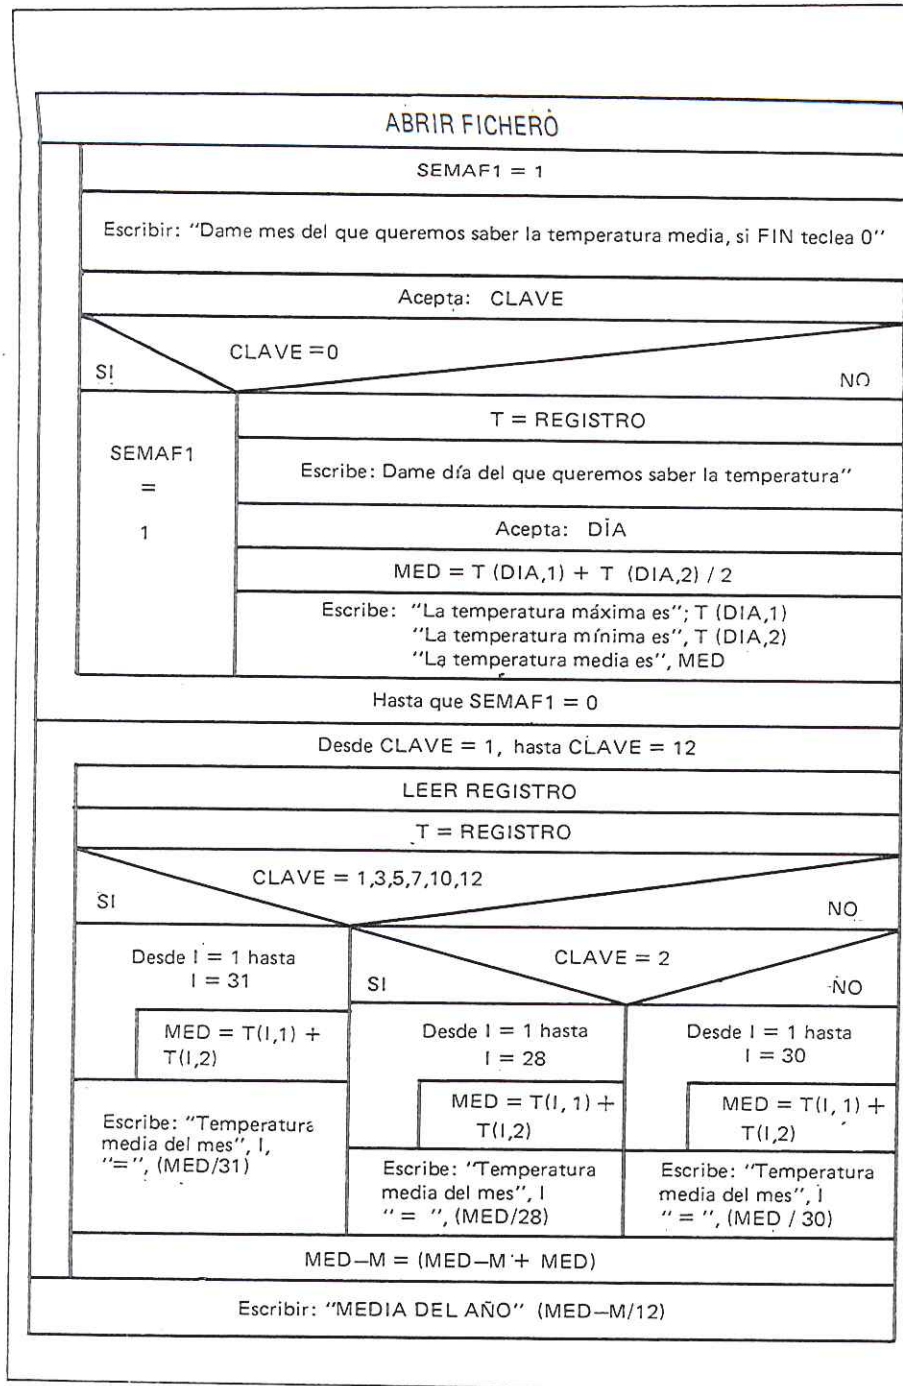 ABRIR FICHERO
SEMAF1 = 1
Escribir: "Dame mes del que queremos saber la temperatura media, si FIN teclea 0"
Acepta: CLAVE
CLAVE =0
SI
NO
SEMAF1
=
1
T = REGISTRO
Escribe: Dame día del que queremos saber la temperatura"
Acepta: DIA
MED = T (DIA,1) + T (DIA,2) / 2
Escribe: "La temperatura máxima es"; T (DIA,1)
"La temperatura mínima es", T (DIA,2)
"La temperatura media es", MED
Hasta que SEMAF1 = 0
Desde CLAVE = 1, hasta CLAVE = 12
LEER REGISTRO
T = REGISTRO
CLAVE = 1,3,5,7,10,12
SI
NO
Desde I = 1 hasta
I = 31
MED = T(I,1) +
T(I,2)
Escribe: "Temperatura
media del mes", I,
"=", (MED/31)
CLAVE = 2
SI
NO
Desde I = 1 hasta
I = 28
MED = T(I, 1) +
T(I,2)
Escribe: "Temperatura
media del mes", I
" = ", (MED/28)
Desde I = 1 hasta
I = 30
MED = T(I, 1) +
T(I,2)
Escribe: "Temperatura
media del mes", I
" = ", (MED / 30)
MED–M = (MED–M + MED)
Escribir: "MEDIA DEL AÑO" (MED–M/12)